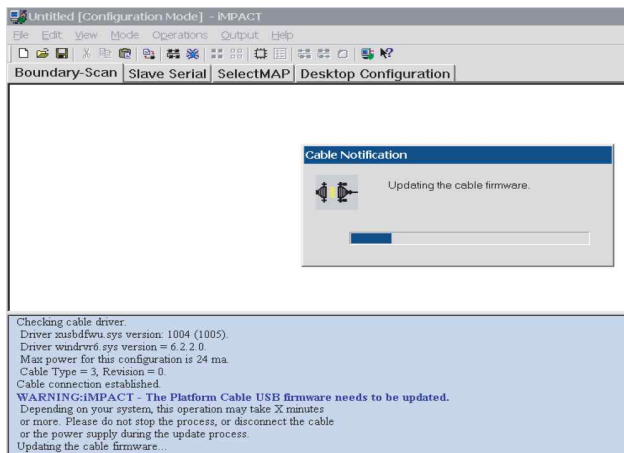 Untitled [Configuration Mode] - iMPACT
File Edit View Mode Operations Output Help
Boundary-Scan Slave Serial SelectMAP Desktop Configuration
Cable Notification
Updating the cable firmware.
Checking cable driver.
Driver xusbdfwu.sys version: 1004 (1005).
Driver windrvr6.sys version = 6.2.2.0.
Max power for this configuration is 24 ma.
Cable Type = 3, Revision = 0.
Cable connection established.
WARNING:iMPACT - The Platform Cable USB firmware needs to be updated.
Depending on your system, this operation may take X minutes
or more. Please do not stop the process, or disconnect the cable
or the power supply during the update process.
Updating the cable firmware...